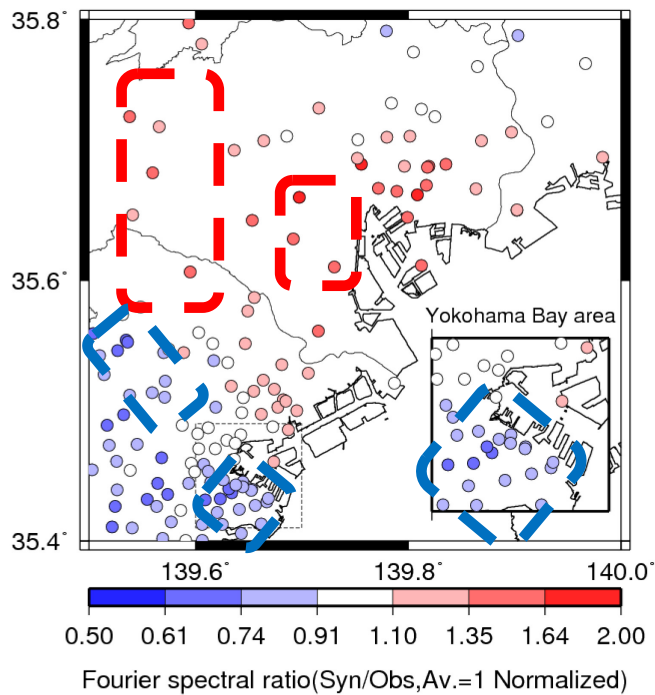 35.8°
35.6°
Yokohama Bay area
35.4°
139.6° 139.8° 140.0°
0.50 0.61 0.74 0.91 1.10 1.35 1.64 2.00
Fourier spectral ratio(Syn/Obs,Av.=1 Normalized)